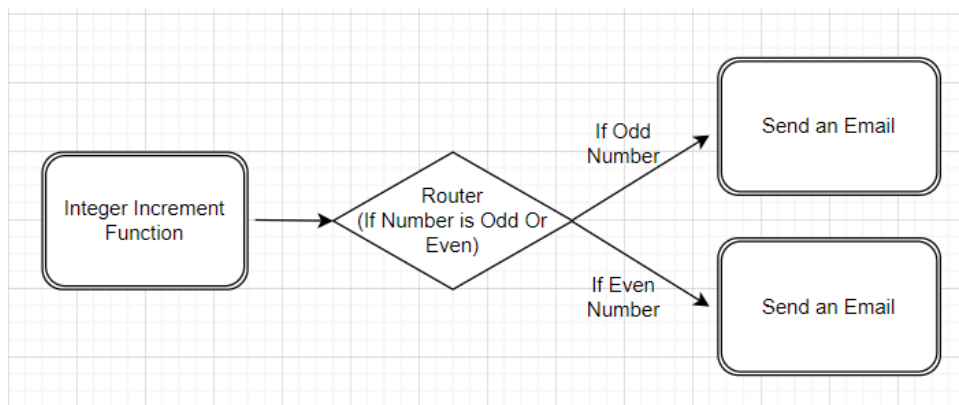 Integer Increment
Function
Router
(If Number is Odd Or
Even)
If Odd
Number
Send an Email
If Even
Number
Send an Email